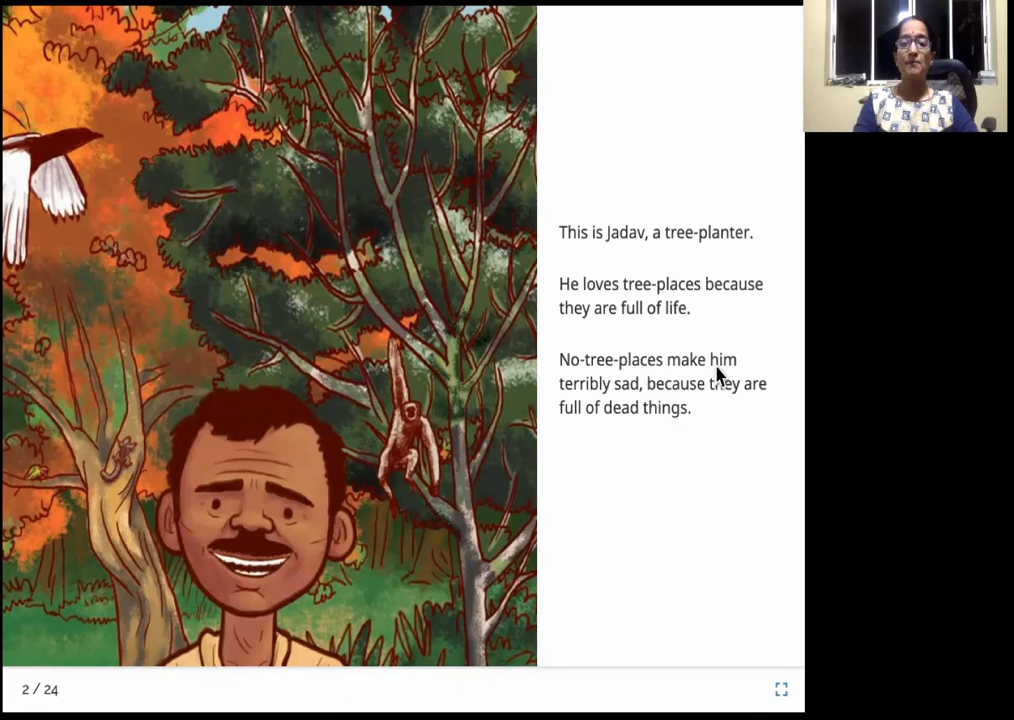 This is Jadav, a tree-planter.
He loves tree-places because
they are full of life.
No-tree-places make him
terribly sad, because they are
full of dead things.
2 / 24